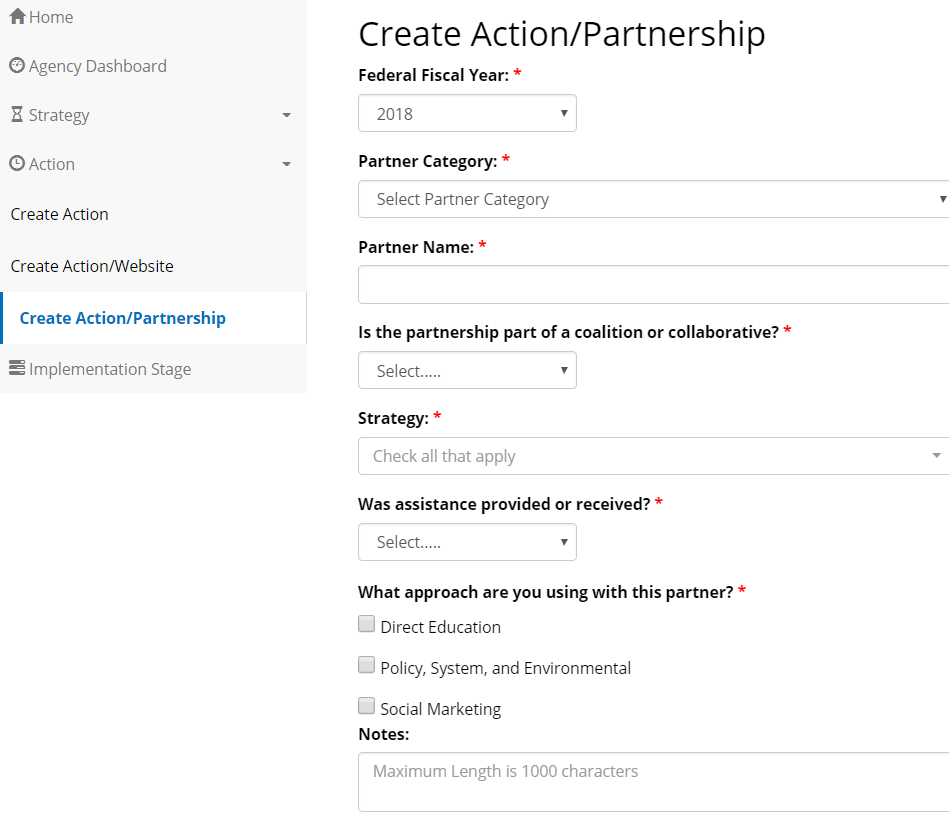 Home
Agency Dashboard
Strategy
Action
Create Action
Create Action/Website
Create Action/Partnership
Implementation Stage
Create Action/Partnership
Federal Fiscal Year: *
2018
Partner Category: *
Select Partner Category
Partner Name: *
Is the partnership part of a coalition or collaborative? *
Select.....
Strategy: *
Check all that apply
Was assistance provided or received? *
Select.....
What approach are you using with this partner? *
Direct Education
Policy, System, and Environmental
Social Marketing
Notes:
Maximum Length is 1000 characters